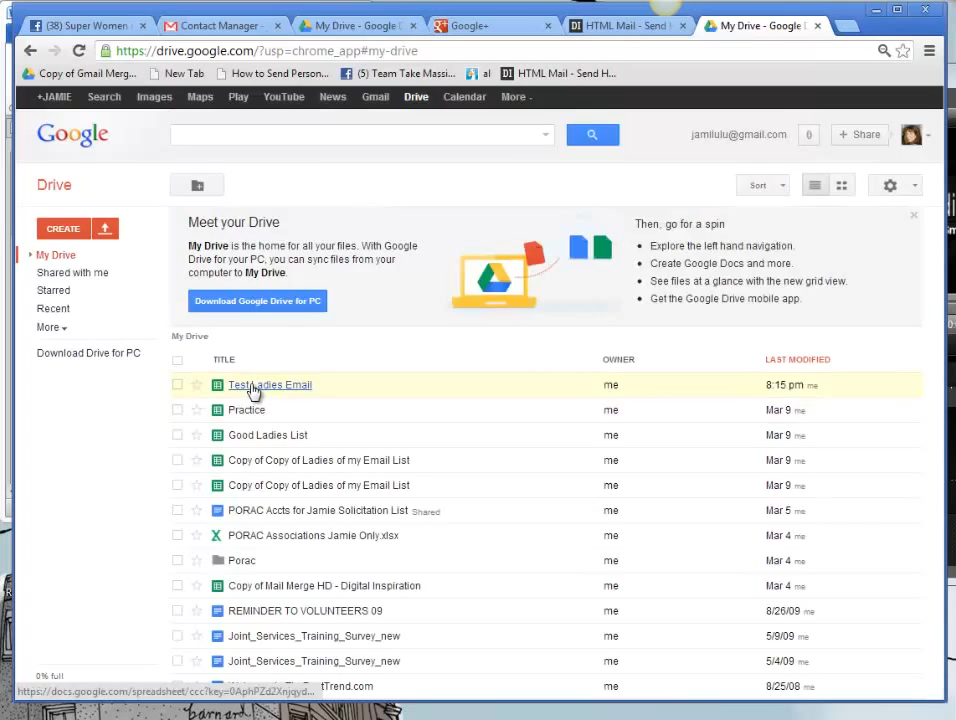 (38) Super Women
Contact Manager -
My Drive - Google D
Google+
HTML Mail - Send H
My Drive - Google D
https://drive.google.com/?usp=chrome_app#my-drive
Copy of Gmail Merg...
New Tab
How to Send Person...
(5) Team Take Massi...
al
HTML Mail - Send H...
+JAMIE Search Images Maps Play YouTube News Gmail Drive Calendar More
Google
jamilulu@gmail.com
0
+ Share
Drive
Sort
CREATE
My Drive
Shared with me
Starred
Recent
More
Download Drive for PC
Meet your Drive
My Drive is the home for all your files. With Google
Drive for your PC, you can sync files from your
computer to My Drive.
Download Google Drive for PC
Then, go for a spin
Explore the left hand navigation.
Create Google Docs and more.
See files at a glance with the new grid view.
Get the Google Drive mobile app.
My Drive
TITLE OWNER LAST MODIFIED
Test Ladies Email me 8:15 pm me
Practice me Mar 9 me
Good Ladies List me Mar 9 me
Copy of Copy of Ladies of my Email List me Mar 9 me
Copy of Copy of Ladies of my Email List me Mar 9 me
PORAC Accts for Jamie Solicitation List Shared me Mar 5 me
PORAC Associations Jamie Only.xlsx me Mar 4 me
Porac me Mar 4 me
Copy of Mail Merge HD - Digital Inspiration me Mar 4 me
REMINDER TO VOLUNTEERS 09 me 8/26/09 me
Joint_Services_Training_Survey_new me 5/9/09 me
Joint_Services_Training_Survey_new me 5/4/09 me
me 8/25/08 me
0% full
https://docs.google.com/spreadsheet/ccc?key=0AphPZd2Xnjqyd...
barnard